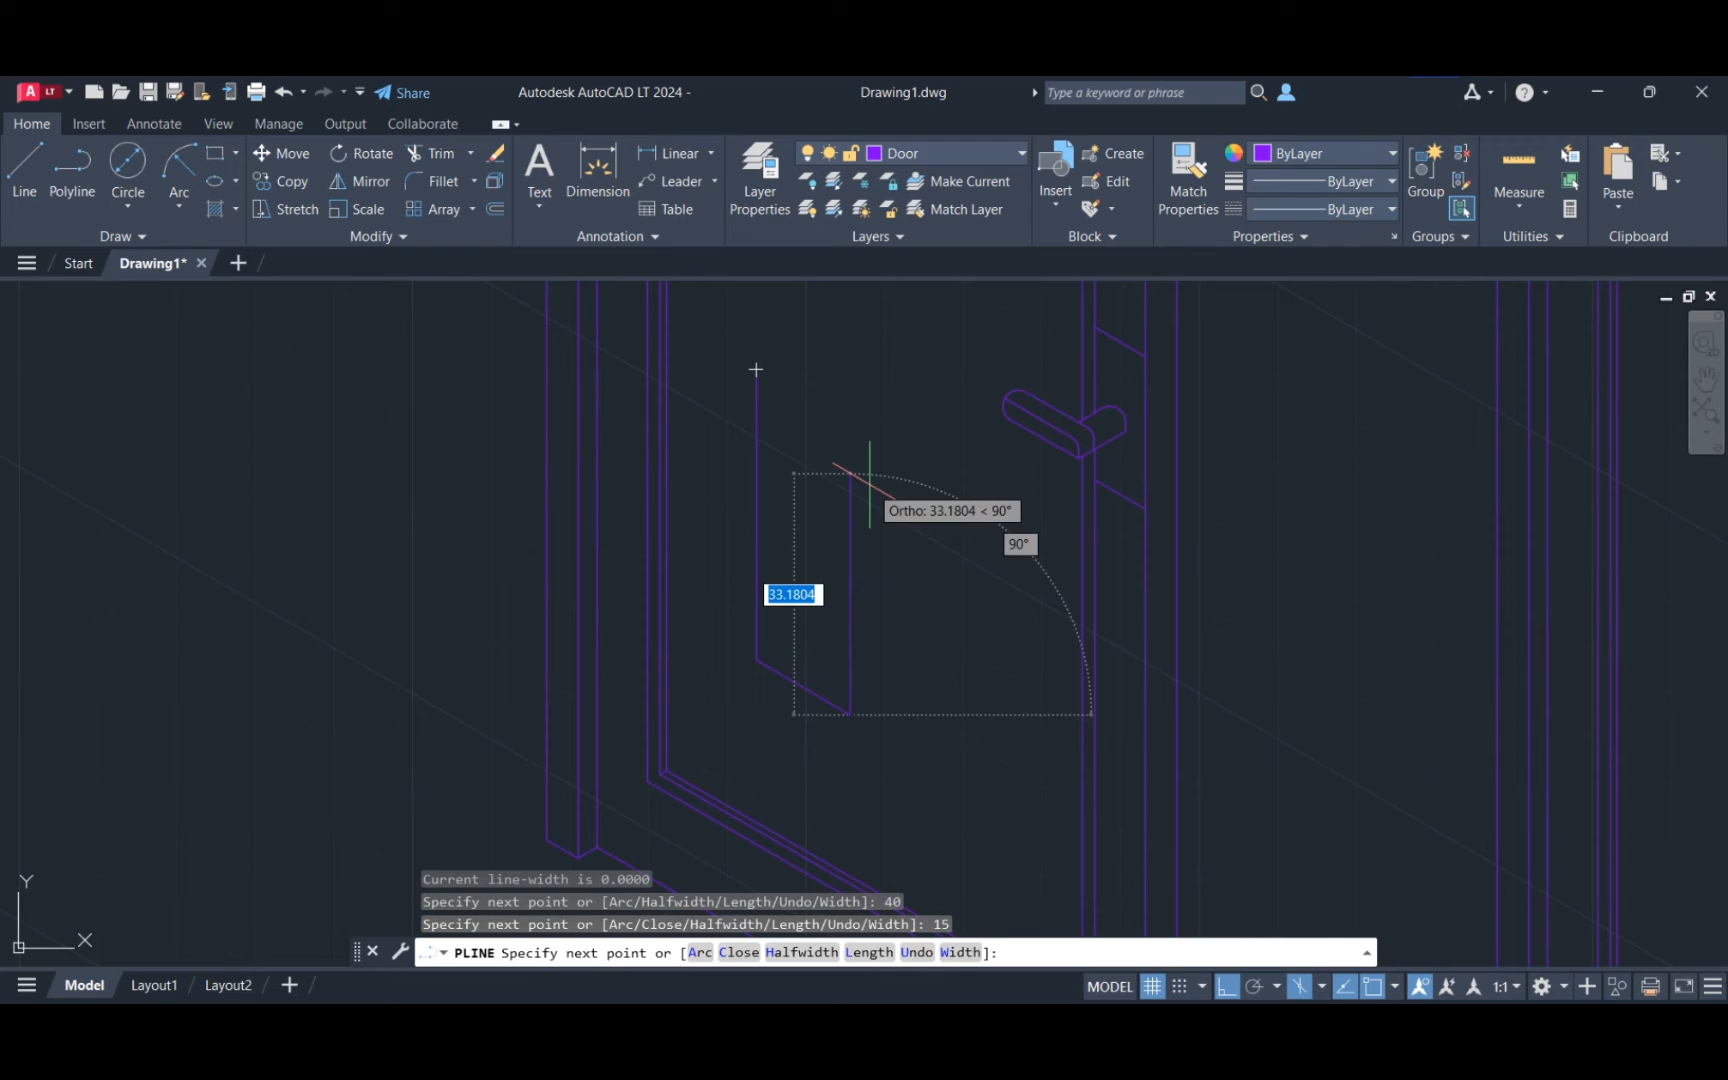 A LT Share Autodesk AutoCAD LT 2024 - Drawing1.dwg Type a keyword or phrase
Home Insert Annotate View Manage Output Collaborate
Line Polyline Circle Arc
Move Rotate Trim
Copy Mirror Fillet
Stretch Scale Array
Text Dimension
Linear
Leader
Table
Layer
Properties
Door
Make Current
Match Layer
Insert
Create
Edit
Match
Properties
ByLayer
ByLayer
ByLayer
Group
Measure
Paste
Draw Modify Annotation Layers Block Properties Groups Utilities Clipboard
Start Drawing1*
2D
Ortho: 33.1804 < 90°
90°
33.1804
Y
X
Current line-width is 0.0000
Specify next point or [Arc/Halfwidth/Length/Undo/Width]: 40
Specify next point or [Arc/Close/Halfwidth/Length/Undo/Width]: 15
PLINE Specify next point or [Arc Close Halfwidth Length Undo Width]:
Model Layout1 Layout2 MODEL 1:1